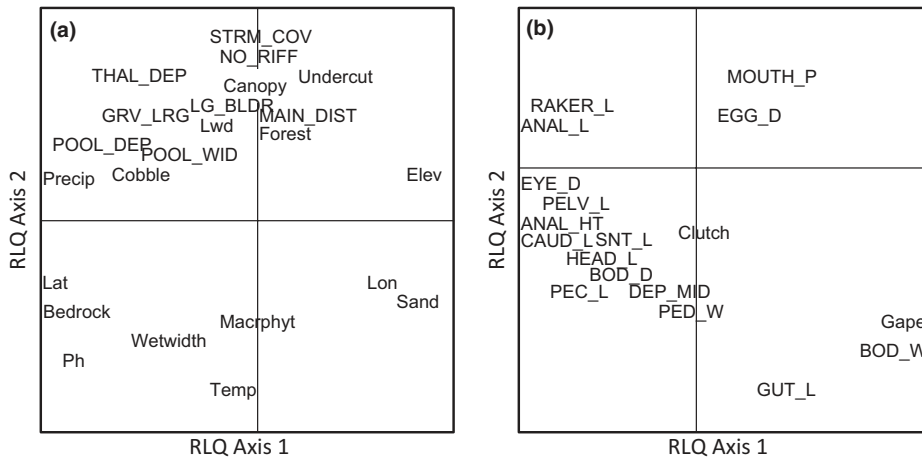 (a)
STRM_COV
NO_RIFF
THAL_DEP
Undercut
Canopy
LG_BLDR
GRV_LRG
MAIN_DIST
Lwd
Forest
POOL_DEP
POOL_WID
Precip
Cobble
Elev
Lat
Lon
Sand
Bedrock
Macrphyt
Wetwidth
Ph
Temp
RLQ Axis 2
RLQ Axis 1
(b)
MOUTH_P
RAKER_L
EGG_D
ANAL_L
EYE_D
PELV_L
ANAL_HT
Clutch
CAUD_L
SNT_L
HEAD_L
BOD_D
PEC_L
DEP_MID
PED_W
Gape
BOD_W
GUT_L
RLQ Axis 2
RLQ Axis 1